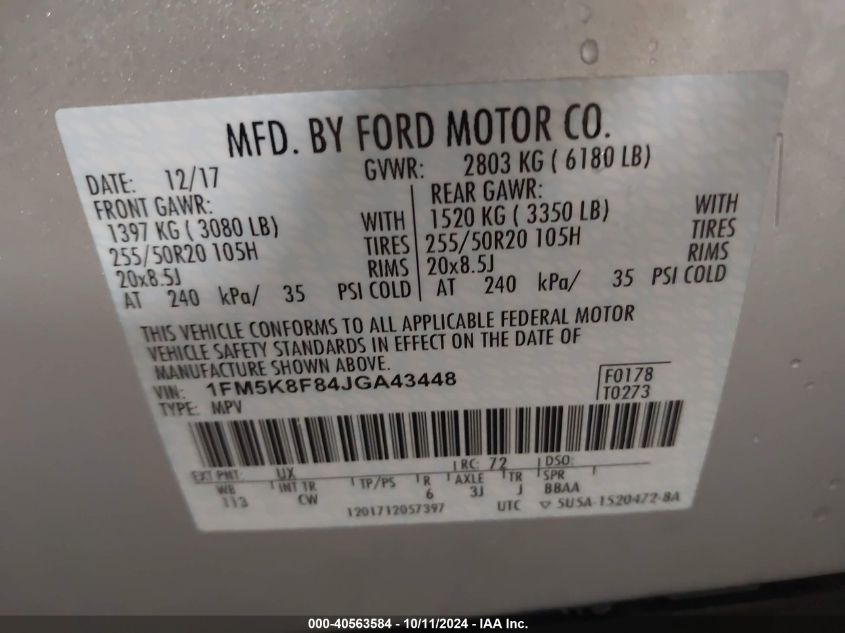 MFD. BY FORD MOTOR CO.
DATE: 12/17 GVWR: 2803 KG ( 6180 LB)
FRONT GAWR: REAR GAWR:
1397 KG ( 3080 LB) WITH 1520 KG ( 3350 LB) WITH
255/50R20 105H TIRES 255/50R20 105H TIRES
20x8.5J RIMS 20x8.5J RIMS
AT 240 kPa/ 35 PSI COLD AT 240 kPa/ 35 PSI COLD
THIS VEHICLE CONFORMS TO ALL APPLICABLE FEDERAL MOTOR
VEHICLE SAFETY STANDARDS IN EFFECT ON THE DATE OF
MANUFACTURE SHOWN ABOVE.
VIN: 1FM5K8F84JGA43448 F0178
TYPE: MPV T0273
EXT PNT: UX RC: 72 DSO:
WB INT TR TP/PS R AXLE TR SPR
113 CW 6 3J J BBAA
1201712057397 UTC ▽ 5U5A-1520472-8A
000-40563584 - 10/11/2024 - IAA Inc.